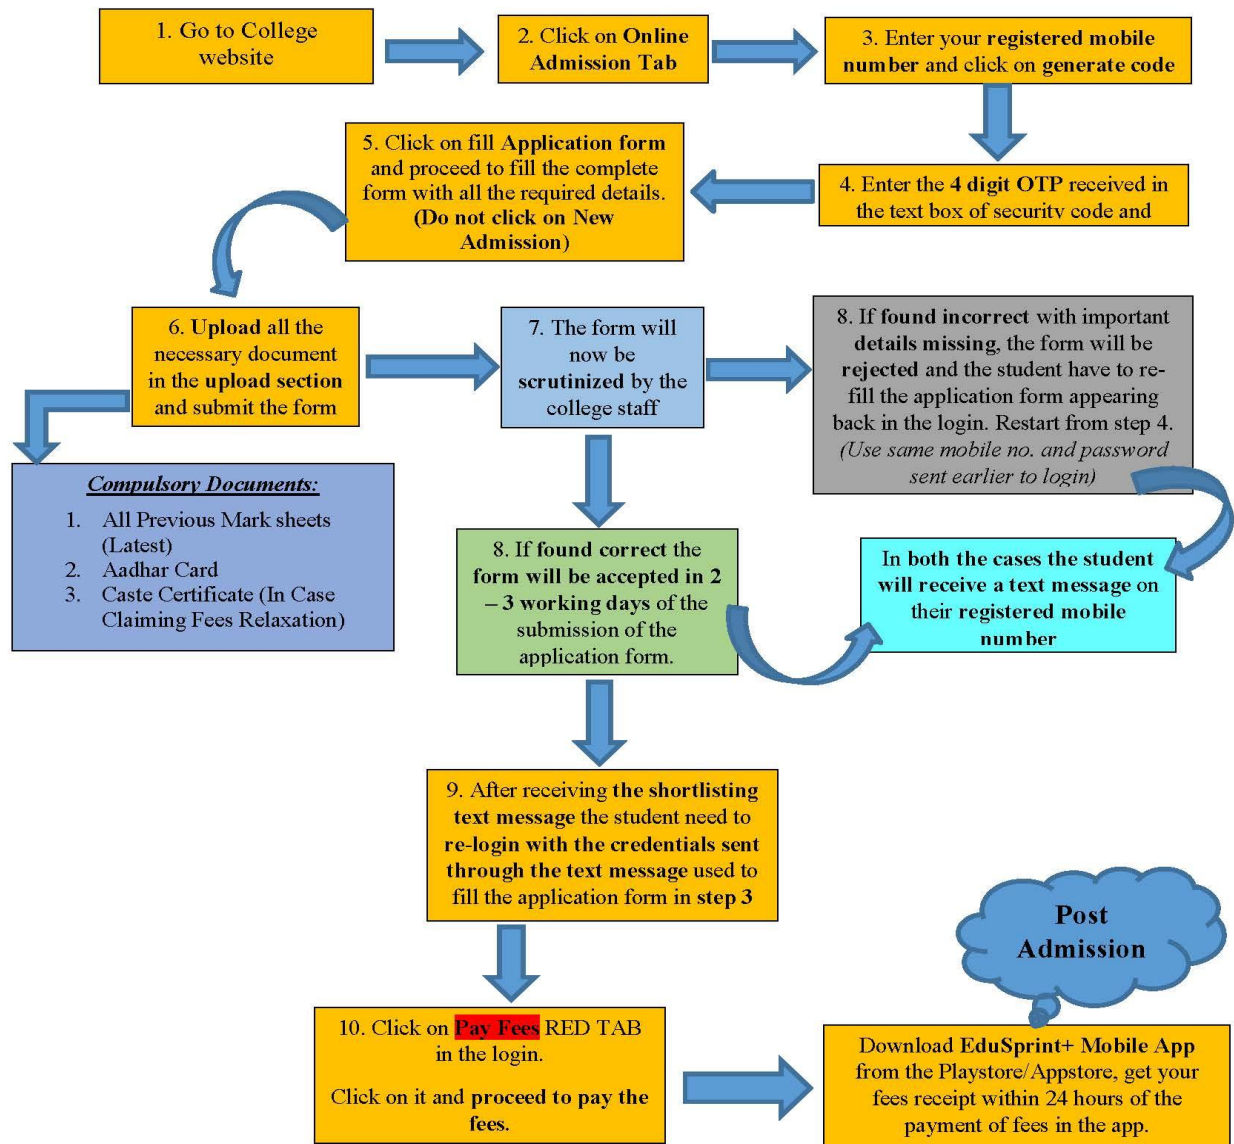 1. Go to College
website
2. Click on Online
Admission Tab
3. Enter your registered mobile
number and click on generate code
5. Click on fill Application form
and proceed to fill the complete
form with all the required details.
(Do not click on New
Admission)
4. Enter the 4 digit OTP received in
the text box of security code and
6. Upload all the
necessary document
in the upload section
and submit the form
7. The form will
now be
scrutinized by the
college staff
8. If found incorrect with important
details missing, the form will be
rejected and the student have to re-
fill the application form appearing
back in the login. Restart from step 4.
(Use same mobile no. and password
sent earlier to login)
Compulsory Documents:
1. All Previous Mark sheets
(Latest)
2. Aadhar Card
3. Caste Certificate (In Case
Claiming Fees Relaxation)
8. If found correct the
form will be accepted in 2
– 3 working days of the
submission of the
application form.
In both the cases the student
will receive a text message on
their registered mobile
number
9. After receiving the shortlisting
text message the student need to
re-login with the credentials sent
through the text message used to
fill the application form in step 3
Post
Admission
10. Click on Pay Fees RED TAB
in the login.
Click on it and proceed to pay the
fees.
Download EduSprint+ Mobile App
from the Playstore/Appstore, get your
fees receipt within 24 hours of the
payment of fees in the app.